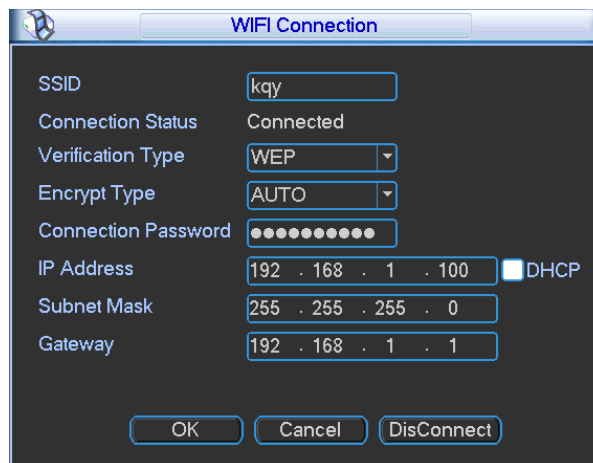 WIFI Connection
SSID kqy
Connection Status Connected
Verification Type WEP
Encrypt Type AUTO
Connection Password ●●●●●●●●●●
IP Address 192 . 168 . 1 . 100 DHCP
Subnet Mask 255 . 255 . 255 . 0
Gateway 192 . 168 . 1 . 1
OK Cancel DisConnect